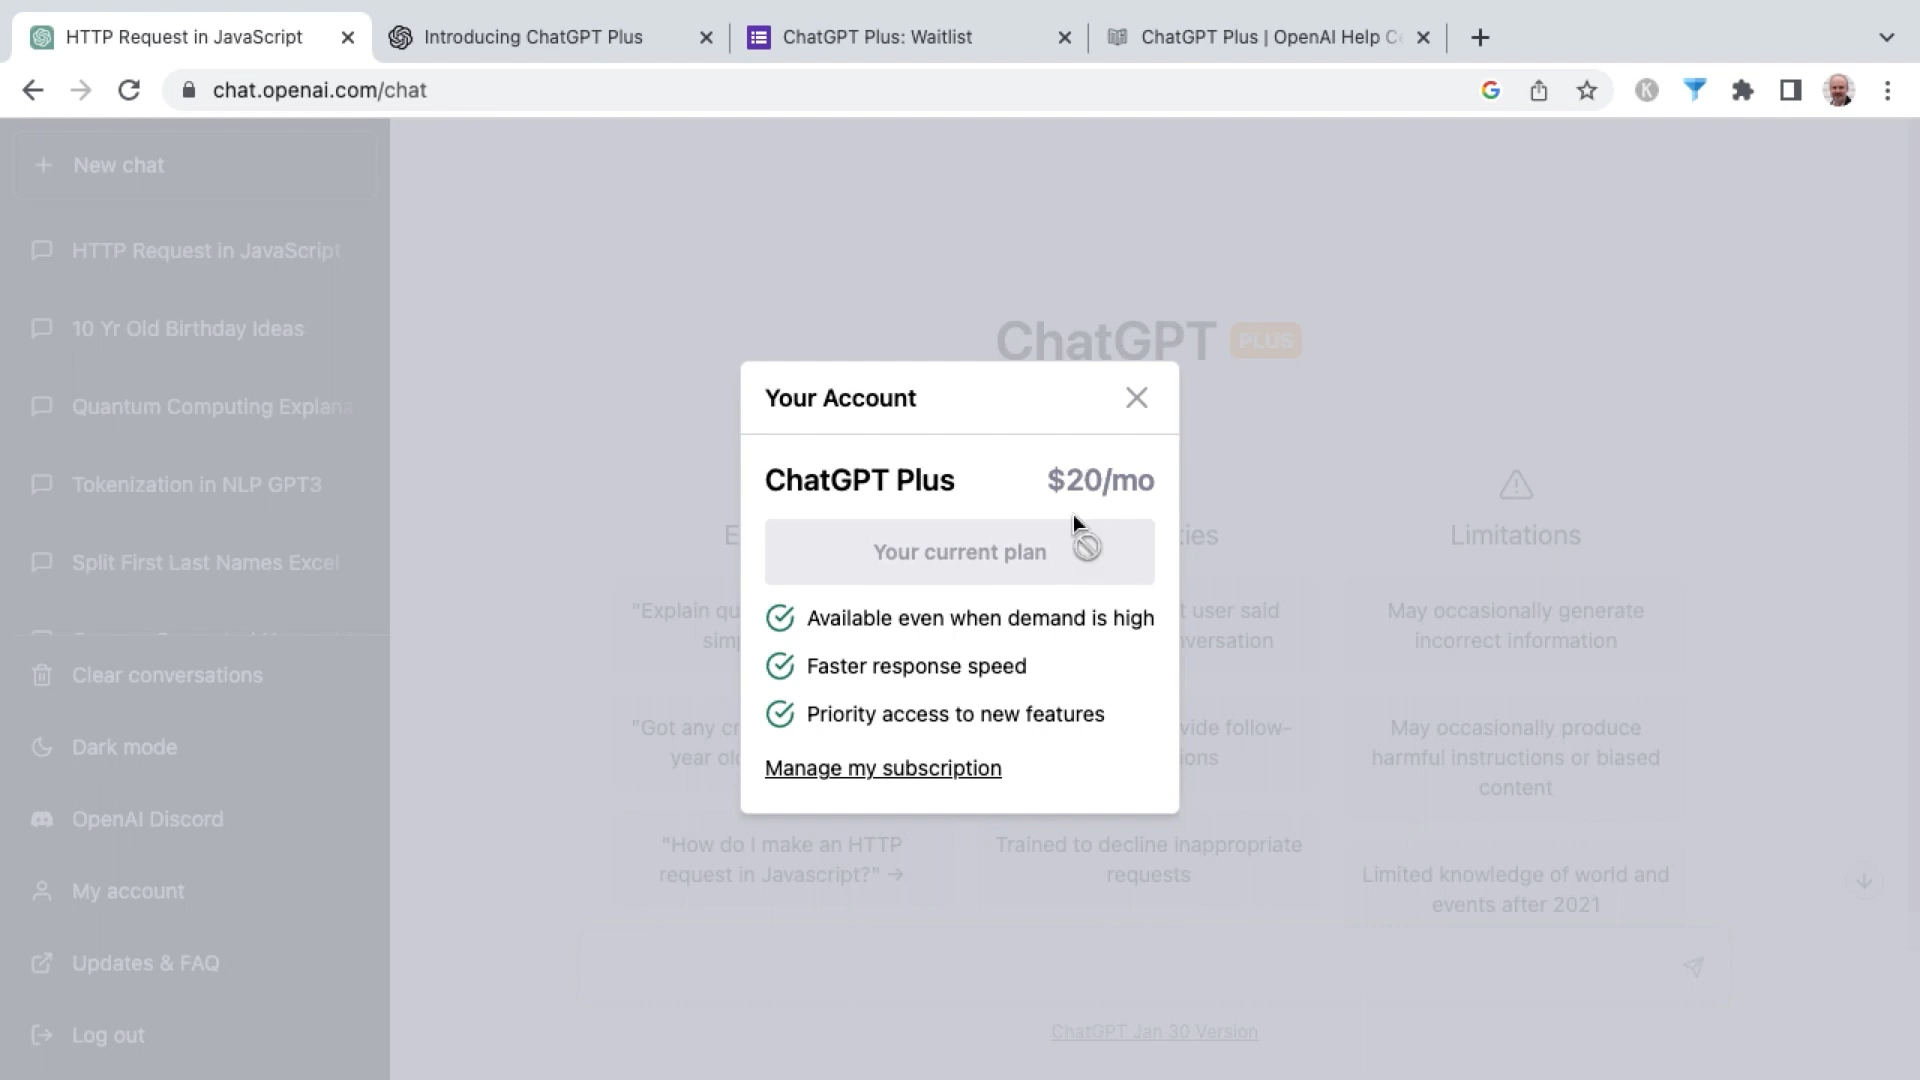 HTTP Request in JavaScript
Introducing ChatGPT Plus
ChatGPT Plus: Waitlist
ChatGPT Plus | OpenAI Help Ce
chat.openai.com/chat
K
New chat
HTTP Request in JavaScript
10 Yr Old Birthday Ideas
Quantum Computing Explana
Tokenization in NLP GPT3
Split First Last Names Excel
Clear conversations
Dark mode
OpenAI Discord
My account
Updates & FAQ
Log out
ChatGPT PLUS
Your Account
ChatGPT Plus $20/mo
Your current plan
Available even when demand is high
Faster response speed
Priority access to new features
Manage my subscription
E
"Explain qu
sim
"Got any cr
year ol
"How do I make an HTTP
request in Javascript?" →
ties
t user said
nversation
vide follow-
ons
Trained to decline inappropriate
requests
Limitations
May occasionally generate
incorrect information
May occasionally produce
harmful instructions or biased
content
Limited knowledge of world and
events after 2021
ChatGPT Jan 30 Version